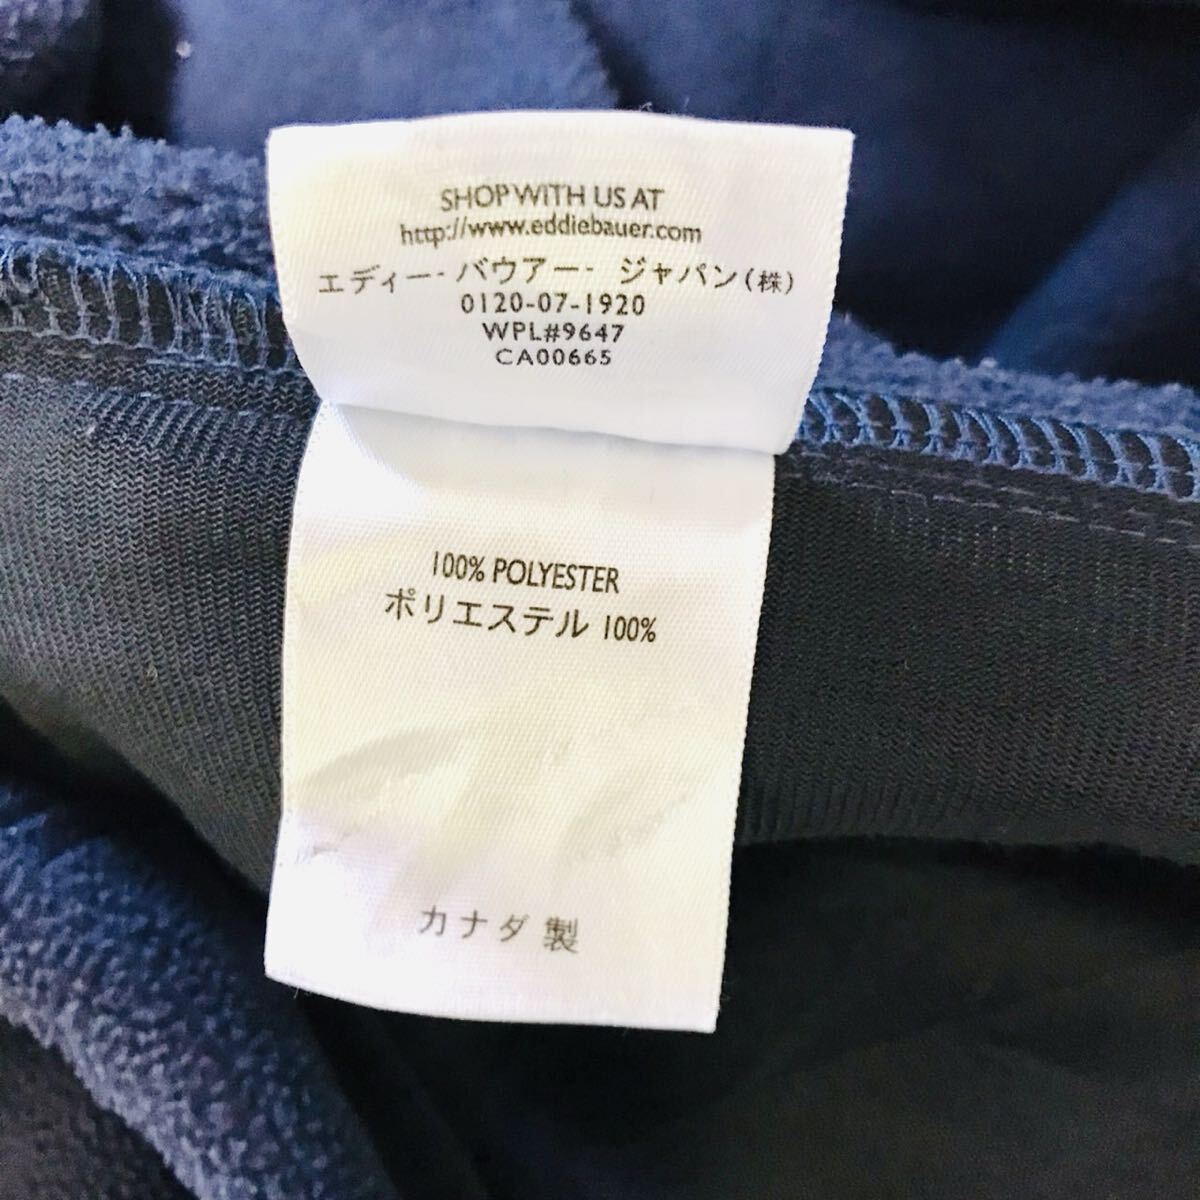 SHOP WITH US AT
http://www.eddiebauer.com
エディー・バウアー・ジャパン(株)
0120-07-1920
WPL#9647
CA00665
100% POLYESTER
ポリエステル 100%
カナダ製